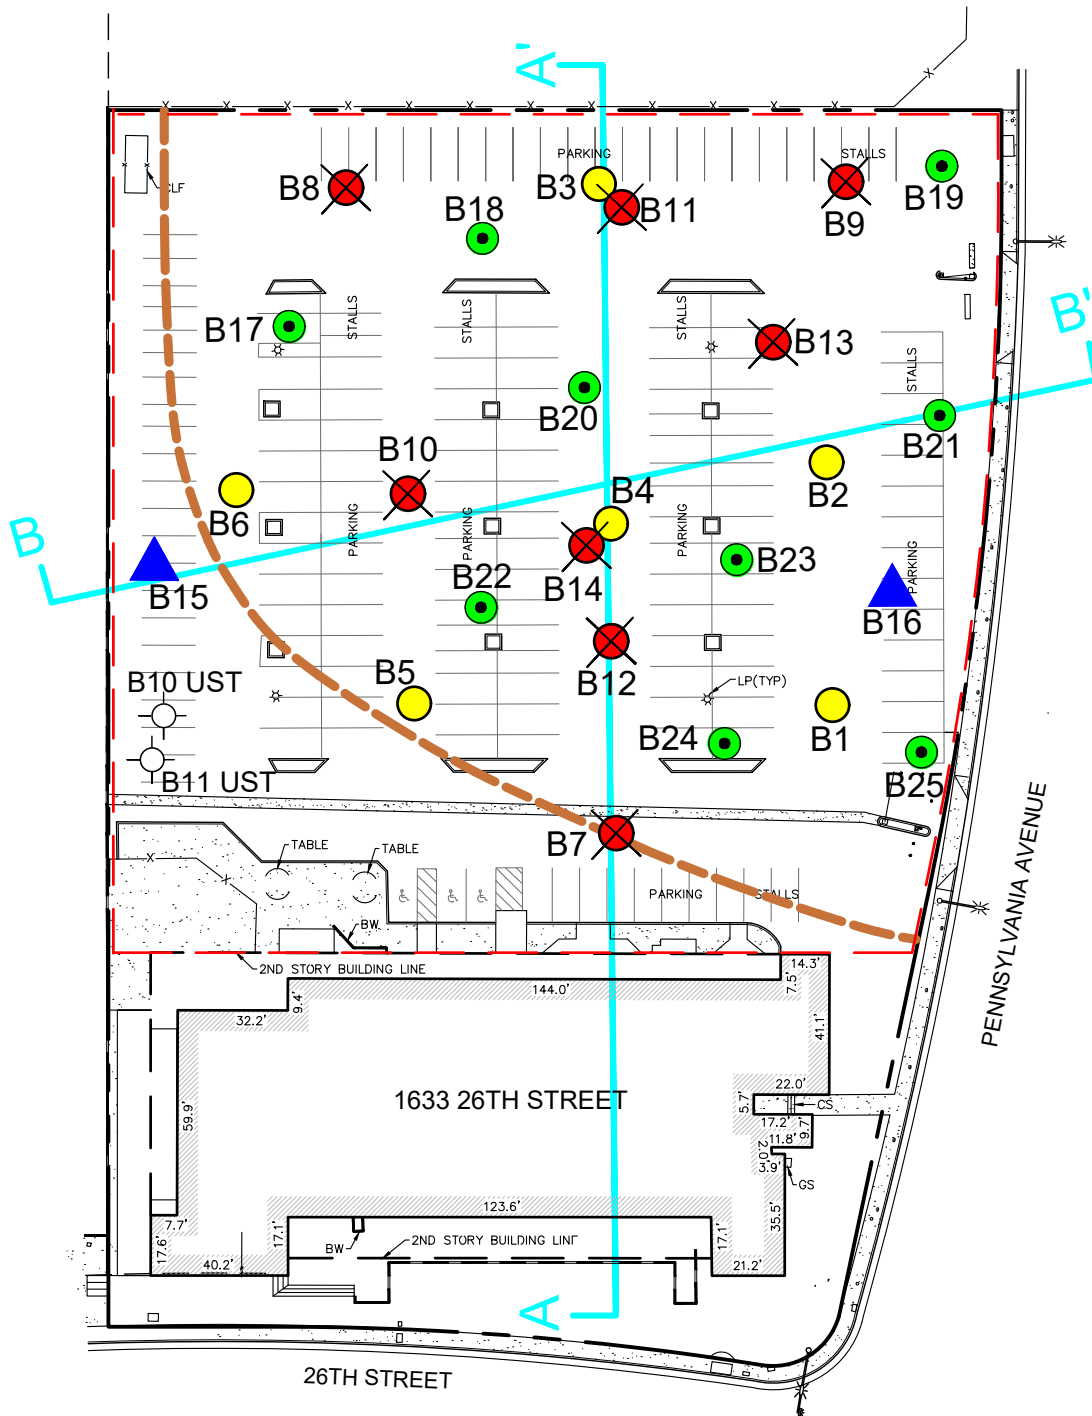 A'
PARKING
STALLS
CLF
B3
B8
B11
B9
B19
B18
B'
STALLS
STALLS
STALLS
B17
B13
STALLS
B20
B21
B10
B4
B2
B6
B
PARKING
PARKING
PARKING
PARKING
B14
B23
B15
B22
B16
B12
B10 UST
B5
LP(TYP)
B1
B24
B11 UST
B25
B7
PENNSYLVANIA AVENUE
TABLE
TABLE
PARKING
STALLS
BW
2ND STORY BUILDING LINE
14.3'
7.5'
144.0'
9.4'
32.2'
41.1'
1633 26TH STREET
22.0'
5.7'
CS
17.2'
9.7'
59.9'
11.8'
2.0'
3.9'
GS
123.6'
35.5'
7.7'
17.1'
17.6'
BW
2ND STORY BUILDING LINE
17.1'
40.2'
21.2'
A
26TH STREET